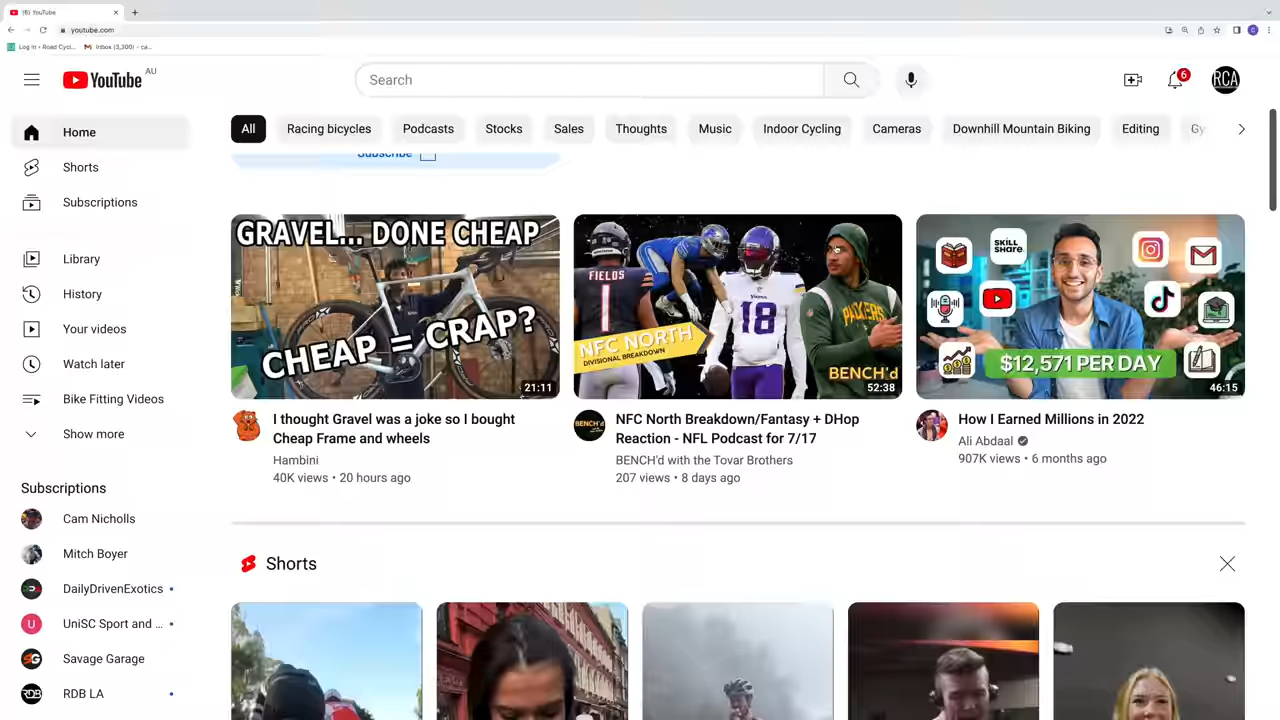 (6) YouTube
youtube.com
Log In ‹ Road Cycl...
Inbox (3,300) – ca...
YouTube AU
Search
6
RCA
Home
Shorts
Subscriptions
Library
History
Your videos
Watch later
Bike Fitting Videos
Show more
Subscriptions
Cam Nicholls
Mitch Boyer
DailyDrivenExotics
U
UniSC Sport and ...
SG
Savage Garage
RDB
RDB LA
All
Racing bicycles
Podcasts
Stocks
Sales
Thoughts
Music
Indoor Cycling
Cameras
Downhill Mountain Biking
Editing
Gy
Subscribe
GRAVEL... DONE CHEAP
CHEAP = CRAP?
21:11
I thought Gravel was a joke so I bought
Cheap Frame and wheels
Hambini
40K views • 20 hours ago
FIELDS
1
VIKINGS
18
PACKERS
NFC NORTH
DIVISIONAL BREAKDOWN
BENCH'd
52:38
BENCH'd
NFC North Breakdown/Fantasy + DHop
Reaction - NFL Podcast for 7/17
BENCH'd with the Tovar Brothers
207 views • 8 days ago
SKILL
SHARE
$12,571 PER DAY
46:15
How I Earned Millions in 2022
Ali Abdaal
907K views • 6 months ago
Shorts